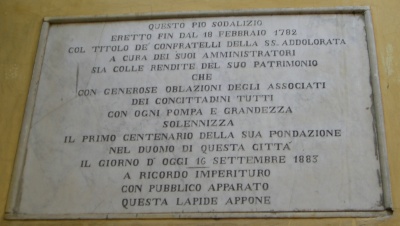 QUESTO PIO SODALIZIO
ERETTO FIN DAL 18 FEBBRAIO 1782
COL TITOLO DE' CONFRATELLI DELLA SS. ADDOLORATA
A CURA DEI SUOI AMMINISTRATORI
SIA COLLE RENDITE DEL SUO PATRIMONIO
CHE
CON GENEROSE OBLAZIONI DEGLI ASSOCIATI
DEI CONCITTADINI TUTTI
CON OGNI POMPA E GRANDEZZA
SOLENNIZZA
IL PRIMO CENTENARIO DELLA SUA FONDAZIONE
NEL DUOMO DI QUESTA CITTA'
IL GIORNO D' OGGI 16 SETTEMBRE 1883
A RICORDO IMPERITURO
CON PUBBLICO APPARATO
QUESTA LAPIDE APPONE